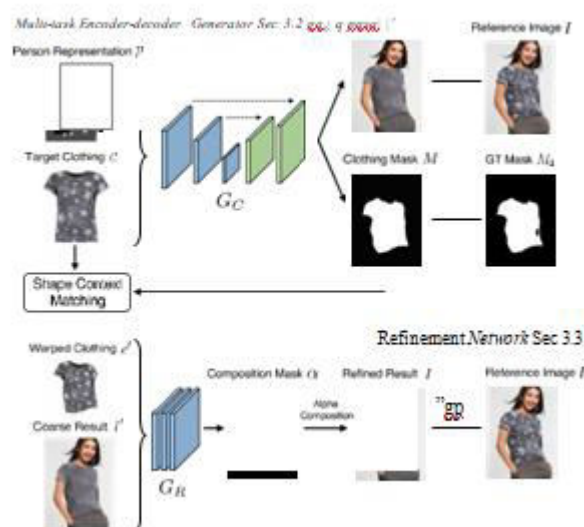 Multi-task Encoder-decoder Generator Sec 3.2
Person Representation p
Reference Image I
Target Clothing c
G_C
Clothing Mask M
GT Mask M_0
Shape Context
Matching
Refinement Network Sec 3.3
Warped Clothing c'
Composition Mask α
Refined Result I
Reference Image I
Alpha
Composition
"gp
Coarse Result I'
G_R